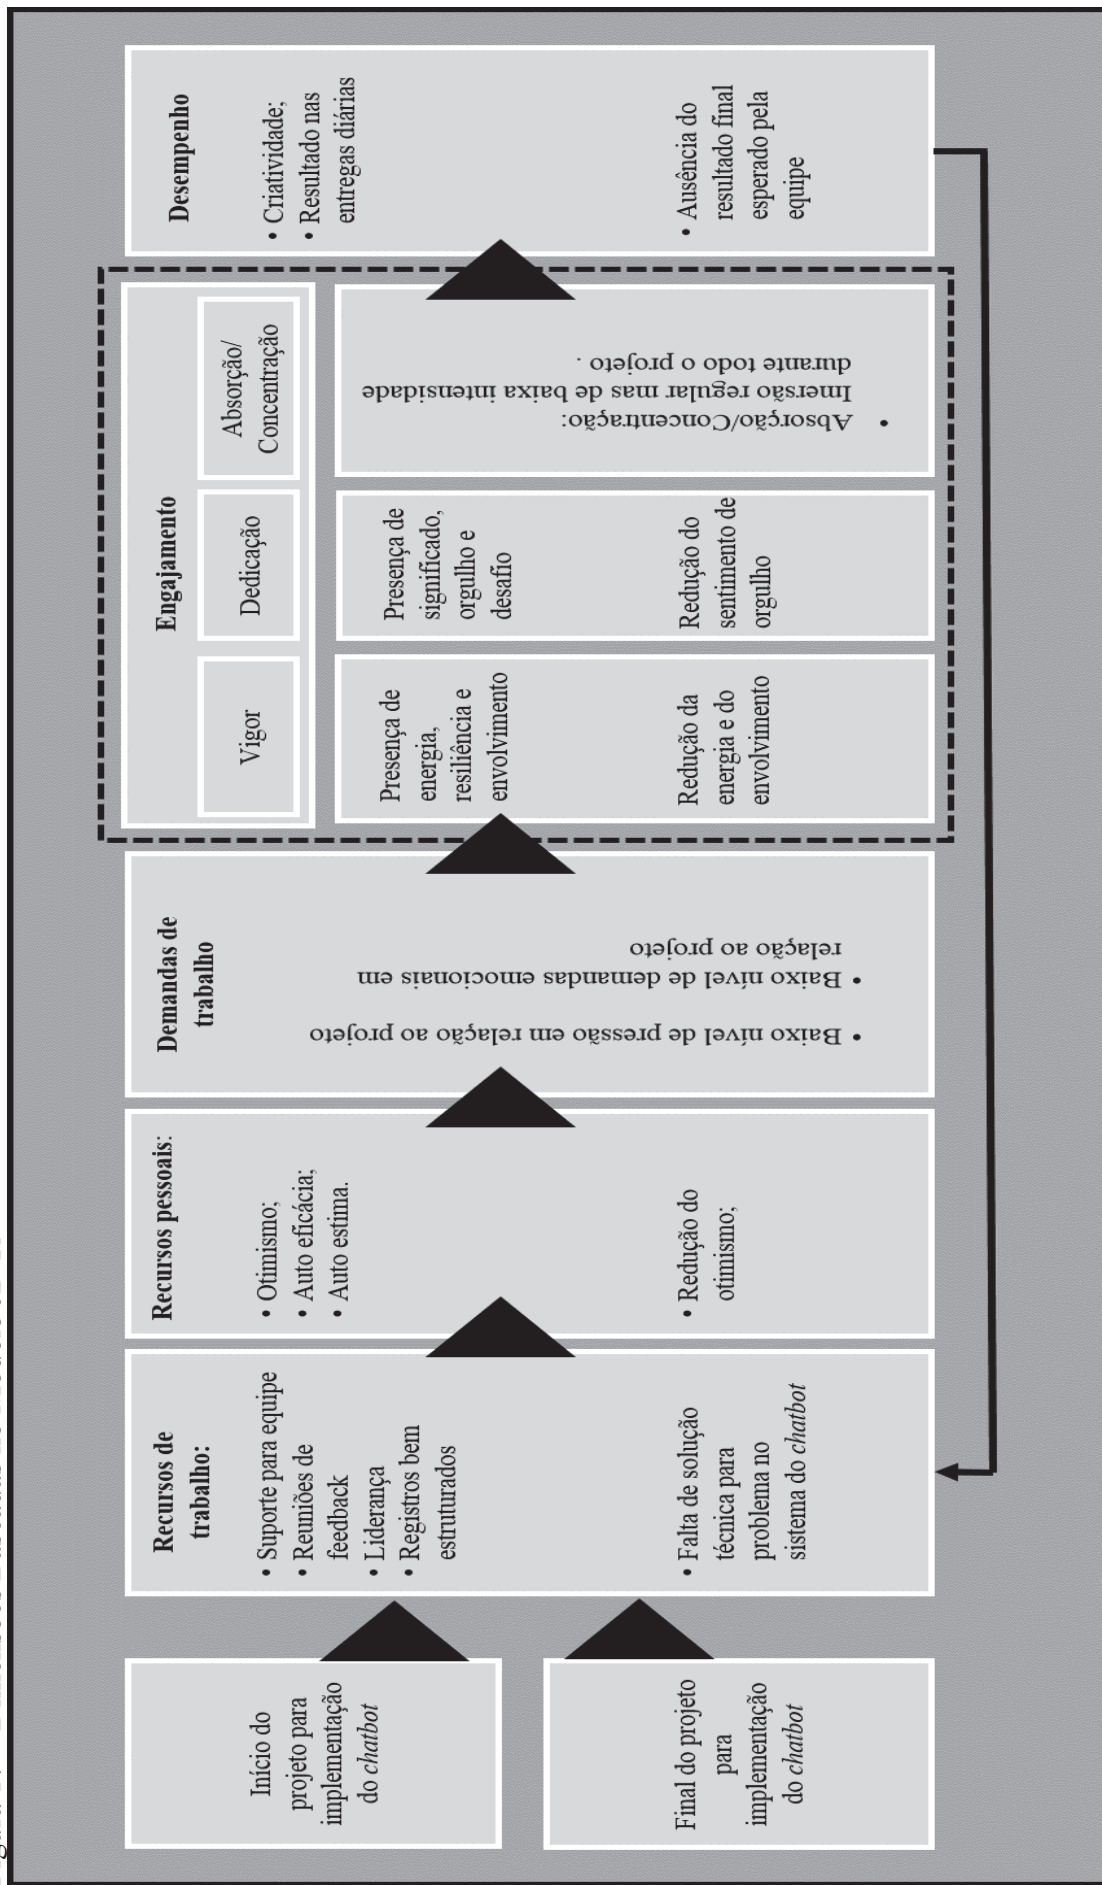 Início do
projeto para
implementação
do chatbot
Final do projeto
para
implementação
do chatbot
Recursos de
trabalho:
• Suporte para equipe
• Reuniões de
feedback
• Liderança
• Registros bem
estruturados
• Falta de solução
técnica para
problema no
sistema do chatbot
Recursos pessoais:
• Otimismo;
• Auto eficácia;
• Auto estima.
• Redução do
otimismo;
Demandas de
trabalho
• Baixo nível de pressão em relação ao projeto
• Baixo nível de demandas emocionais em
relação ao projeto
Engajamento
Vigor
Dedicação
Absorção/
Concentração
Presença de
energia,
resiliência e
envolvimento
Redução da
energia e do
envolvimento
Presença de
significado,
orgulho e
desafio
Redução do
sentimento de
orgulho
• Absorção/Concentração:
Imersão regular mas de baixa intensidade
durante todo o projeto .
Desempenho
• Criatividade;
• Resultado nas
entregas diárias
• Ausência do
resultado final
esperado pela
equipe